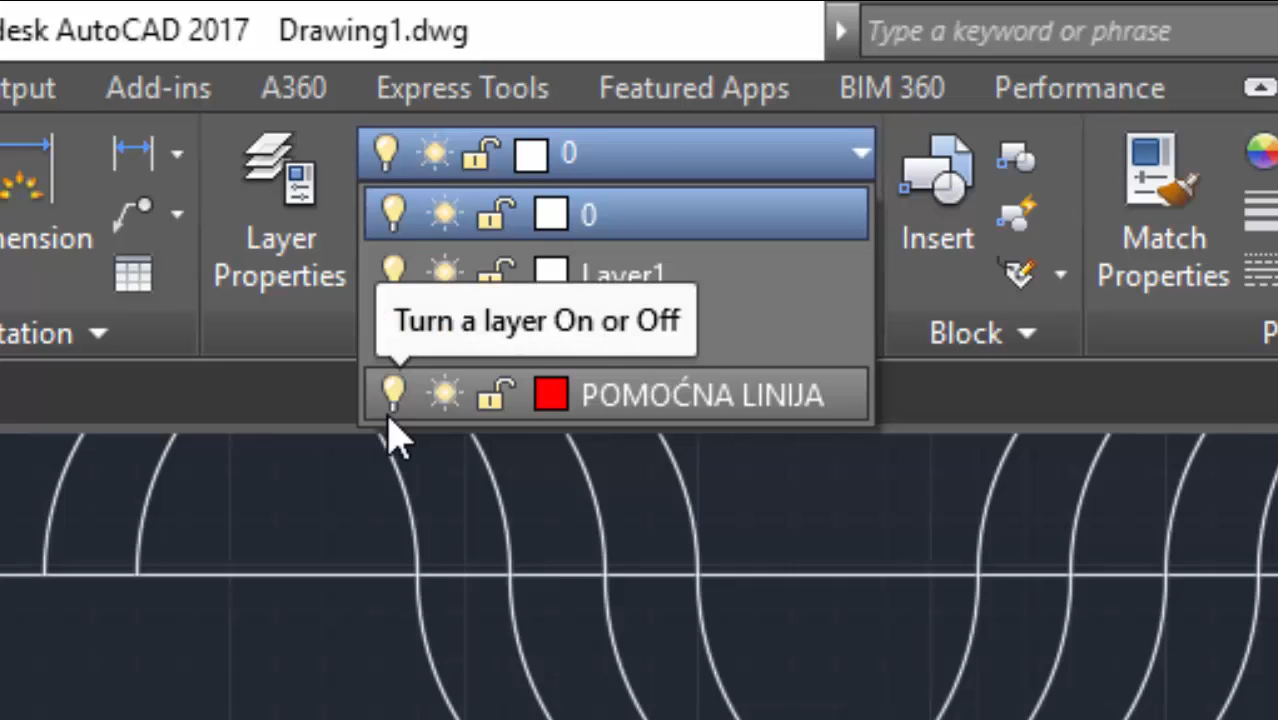 desk AutoCAD 2017 Drawing1.dwg
Type a keyword or phrase
tput Add-ins A360 Express Tools Featured Apps BIM 360 Performance
0
0
Layer1
Turn a layer On or Off
POMOĆNA LINIJA
ension
Layer
Properties
Insert
Match
Properties
tation
Block
P